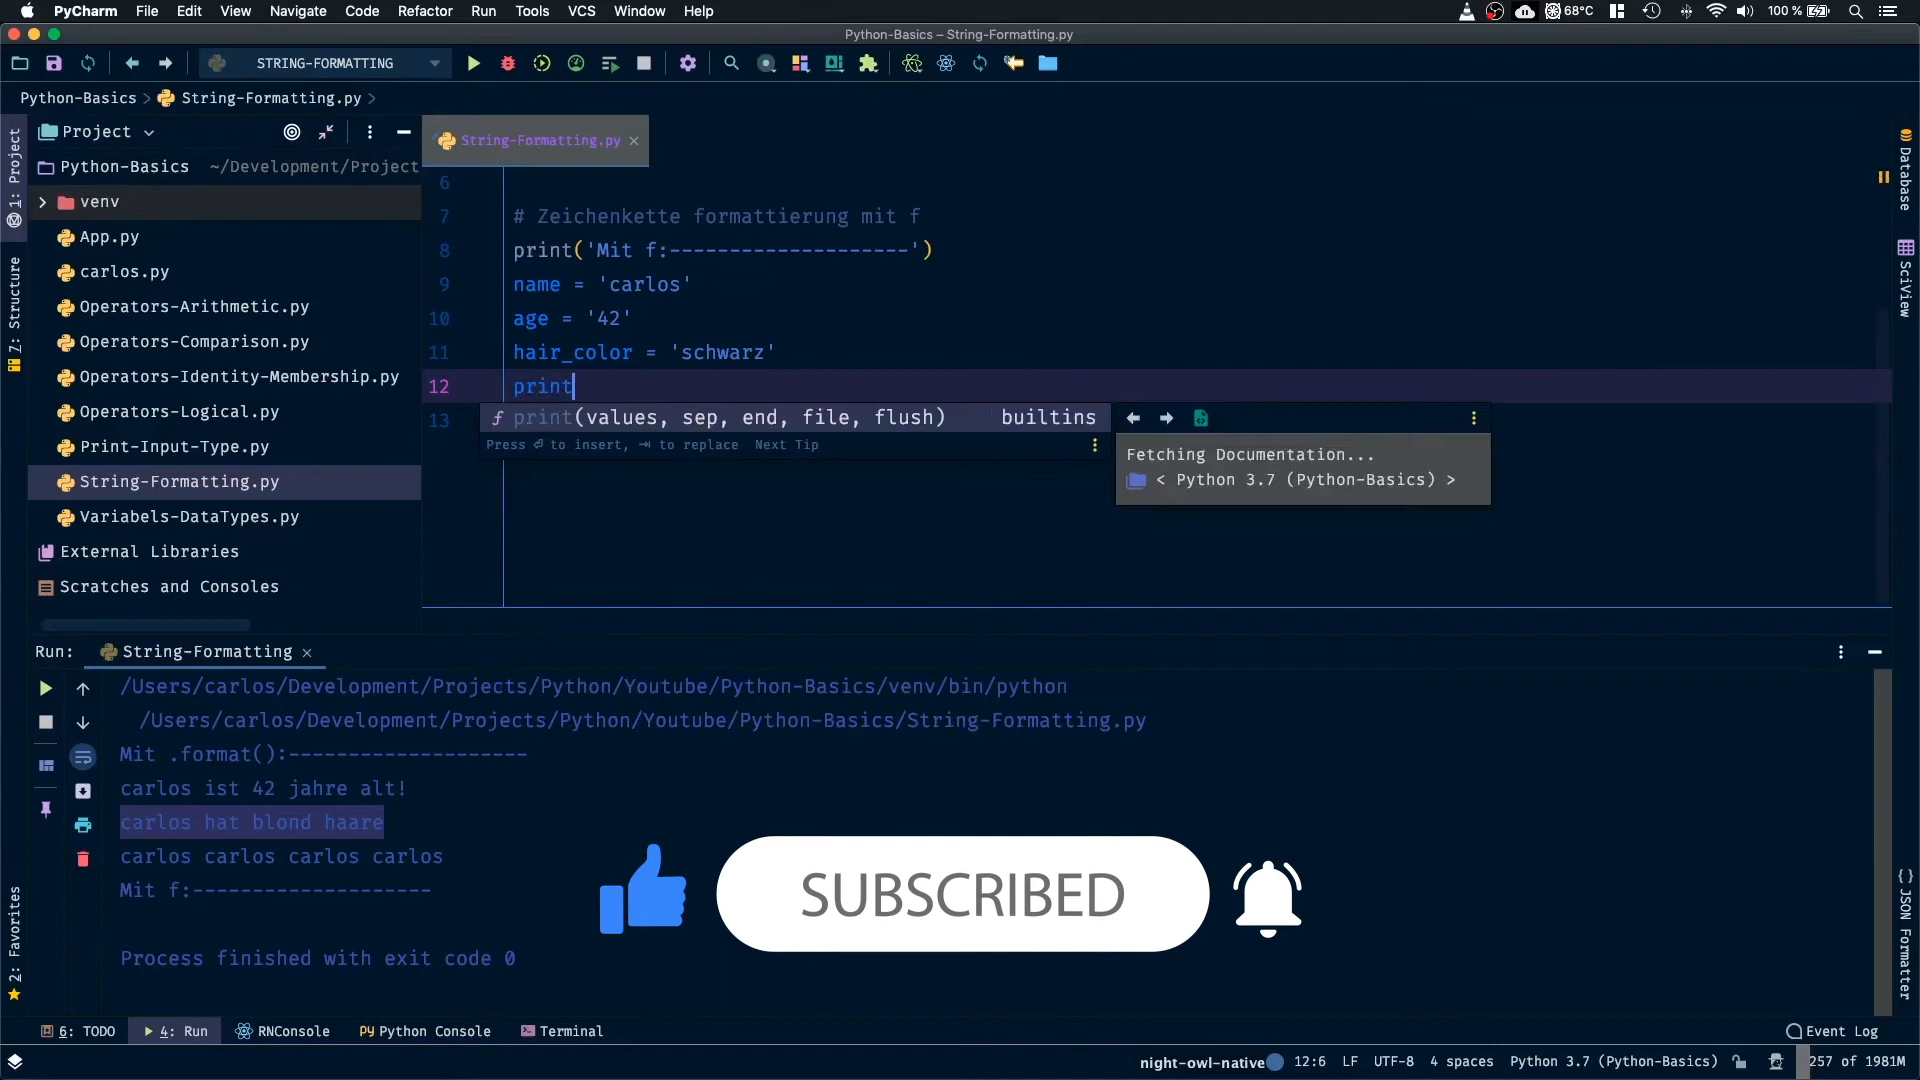 PyCharm File Edit View Navigate Code Refactor Run Tools VCS Window Help 68°C 100 %
Python-Basics – String-Formatting.py
STRING-FORMATTING
Python-Basics String-Formatting.py
1: Project
7: Structure
2: Favorites
Project
Python-Basics ~/Development/Project
venv
App.py
carlos.py
Operators-Arithmetic.py
Operators-Comparison.py
Operators-Identity-Membership.py
Operators-Logical.py
Print-Input-Type.py
String-Formatting.py
Variabels-DataTypes.py
External Libraries
Scratches and Consoles
String-Formatting.py
6
7 # Zeichenkette formattierung mit f
8 print('Mit f:--------------------')
9 name = 'carlos'
10 age = '42'
11 hair_color = 'schwarz'
12 print
13
f print(values, sep, end, file, flush) builtins
Press ⏎ to insert, ⇥ to replace Next Tip
Fetching Documentation...
< Python 3.7 (Python-Basics) >
Database
SciView
JSON Formatter
Run: String-Formatting
/Users/carlos/Development/Projects/Python/Youtube/Python-Basics/venv/bin/python
/Users/carlos/Development/Projects/Python/Youtube/Python-Basics/String-Formatting.py
Mit .format():--------------------
carlos ist 42 jahre alt!
carlos hat blond haare
carlos carlos carlos carlos
Mit f:--------------------
Process finished with exit code 0
SUBSCRIBED
6: TODO 4: Run RNConsole Python Console Terminal Event Log
night-owl-native 12:6 LF UTF-8 4 spaces Python 3.7 (Python-Basics) 257 of 1981M